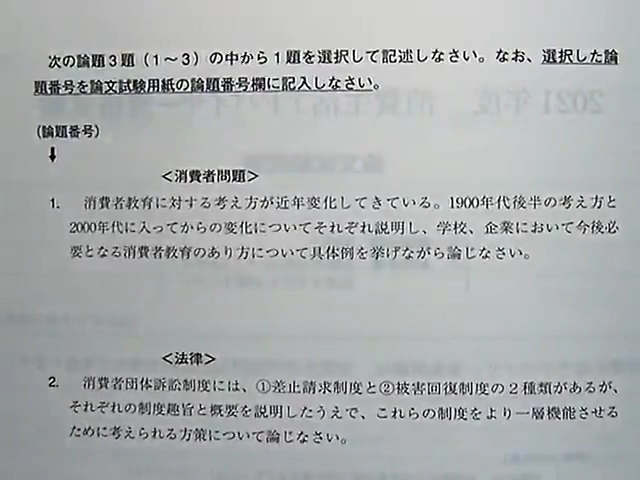 次の論題３題（１～３）の中から１題を選択して記述しなさい。なお、選択した論
題番号を論文試験用紙の論題番号欄に記入しなさい。
（論題番号）
↓
＜消費者問題＞
1. 消費者教育に対する考え方が近年変化してきている。1900年代後半の考え方と
2000年代に入ってからの変化についてそれぞれ説明し、学校、企業において今後必
要となる消費者教育のあり方について具体例を挙げながら論じなさい。
＜法律＞
2. 消費者団体訴訟制度には、①差止請求制度と②被害回復制度の２種類があるが、
それぞれの制度趣旨と概要を説明したうえで、これらの制度をより一層機能させる
ために考えられる方策について論じなさい。